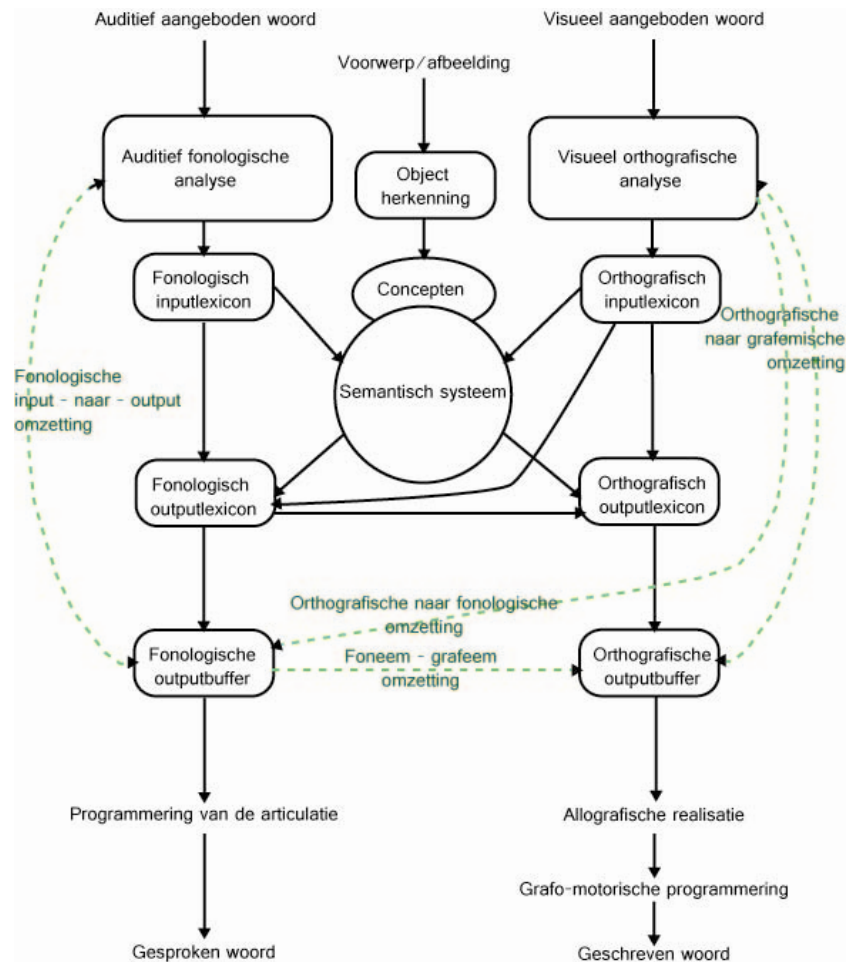 Auditief aangeboden woord
Visueel aangeboden woord
Voorwerp/afbeelding
Auditief fonologische
analyse
Object
herkenning
Visueel orthografische
analyse
Fonologisch
inputlexicon
Concepten
Orthografisch
inputlexicon
Orthografische
naar grafemische
omzetting
Fonologische
input - naar - output
omzetting
Semantisch systeem
Fonologisch
outputlexicon
Orthografisch
outputlexicon
Orthografische naar fonologische
omzetting
Fonologische
outputbuffer
Foneem - grafeem
omzetting
Orthografische
outputbuffer
Programmering van de articulatie
Allografische realisatie
Grafo-motorische programmering
Gesproken woord
Geschreven woord